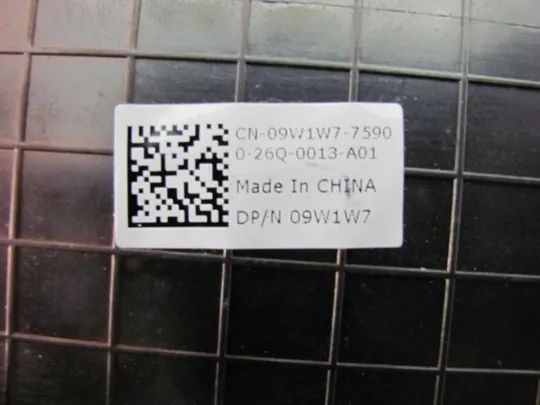 CN-09W1W7-7590
0-26Q-0013-A01
Made In CHINA
DP/N 09W1W7